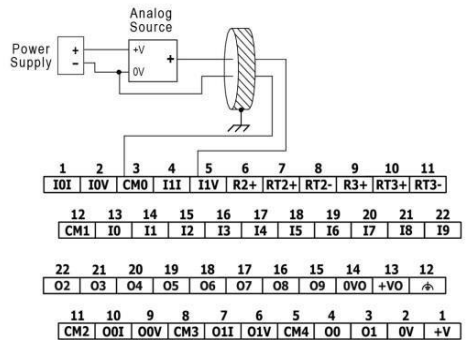 Analog
Source
Power
Supply
+ +V +
- 0V
1 2 3 4 5 6 7 8 9 10 11
I0I I0V CM0 I1I I1V R2+ RT2+ RT2- R3+ RT3+ RT3-
12 13 14 15 16 17 18 19 20 21 22
CM1 I0 I1 I2 I3 I4 I5 I6 I7 I8 I9
22 21 20 19 18 17 16 15 14 13 12
O2 O3 O4 O5 O6 O7 O8 O9 0VO +VO
11 10 9 8 7 6 5 4 3 2 1
CM2 O0I O0V CM3 O1I O1V CM4 O0 O1 0V +V